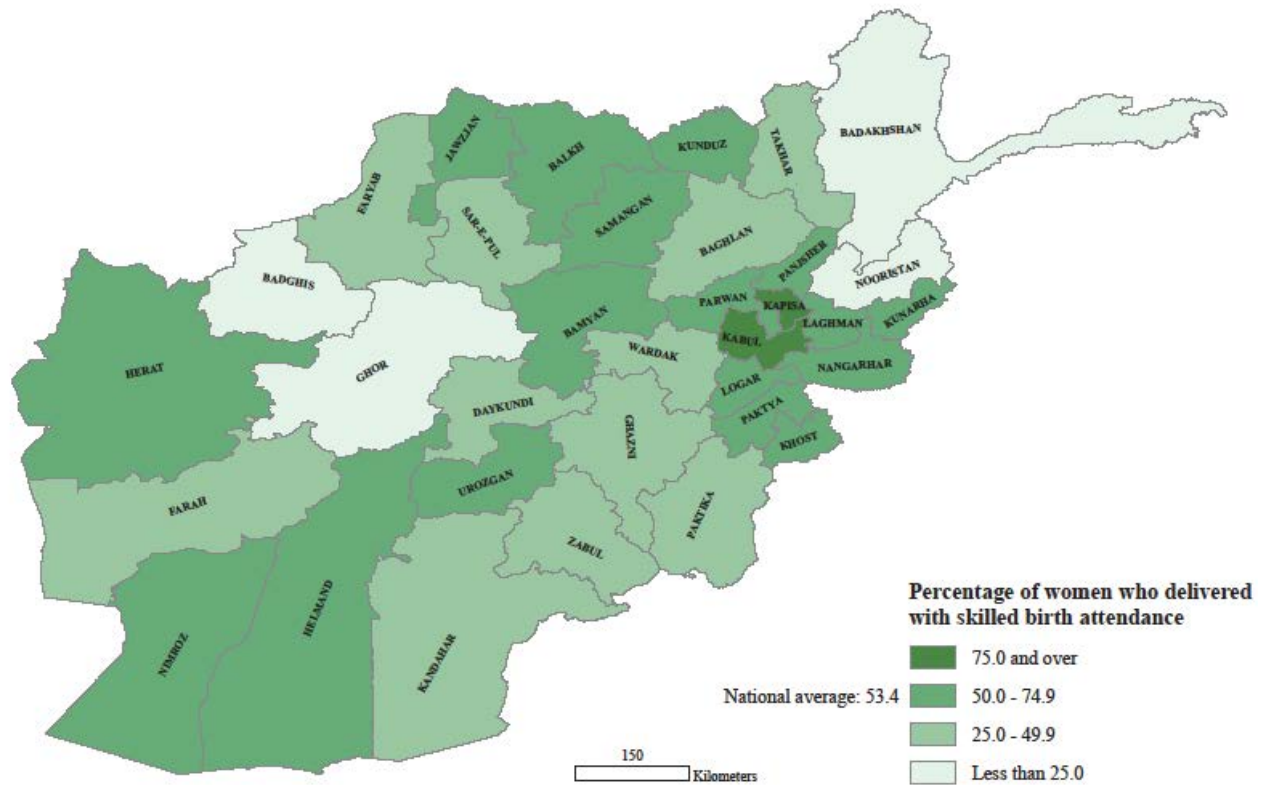 BADAKHSHAN
JAWZJAN
BALKH
KUNDUZ
TAKHAR
FARYAB
SAR-E-PUL
SAMANGAN
BAGHLAN
PANJSHER
NOORISTAN
BADGHIS
PARWAN
KAPISA
KUNARHA
BAMYAN
LAGHMAN
KABUL
HERAT
GHOR
WARDAK
NANGARHAR
LOGAR
DAYKUNDI
PAKTYA
GHAZNI
KHOST
UROZGAN
FARAH
PAKTIKA
ZABUL
HELMAND
NIMROZ
KANDAHAR
Percentage of women who delivered
with skilled birth attendance
75.0 and over
National average: 53.4
50.0 - 74.9
25.0 - 49.9
Less than 25.0
150
Kilometers